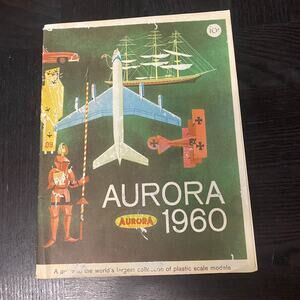 10¢
AURORA
AURORA
1960
A guide to the world's largest collection of plastic scale models